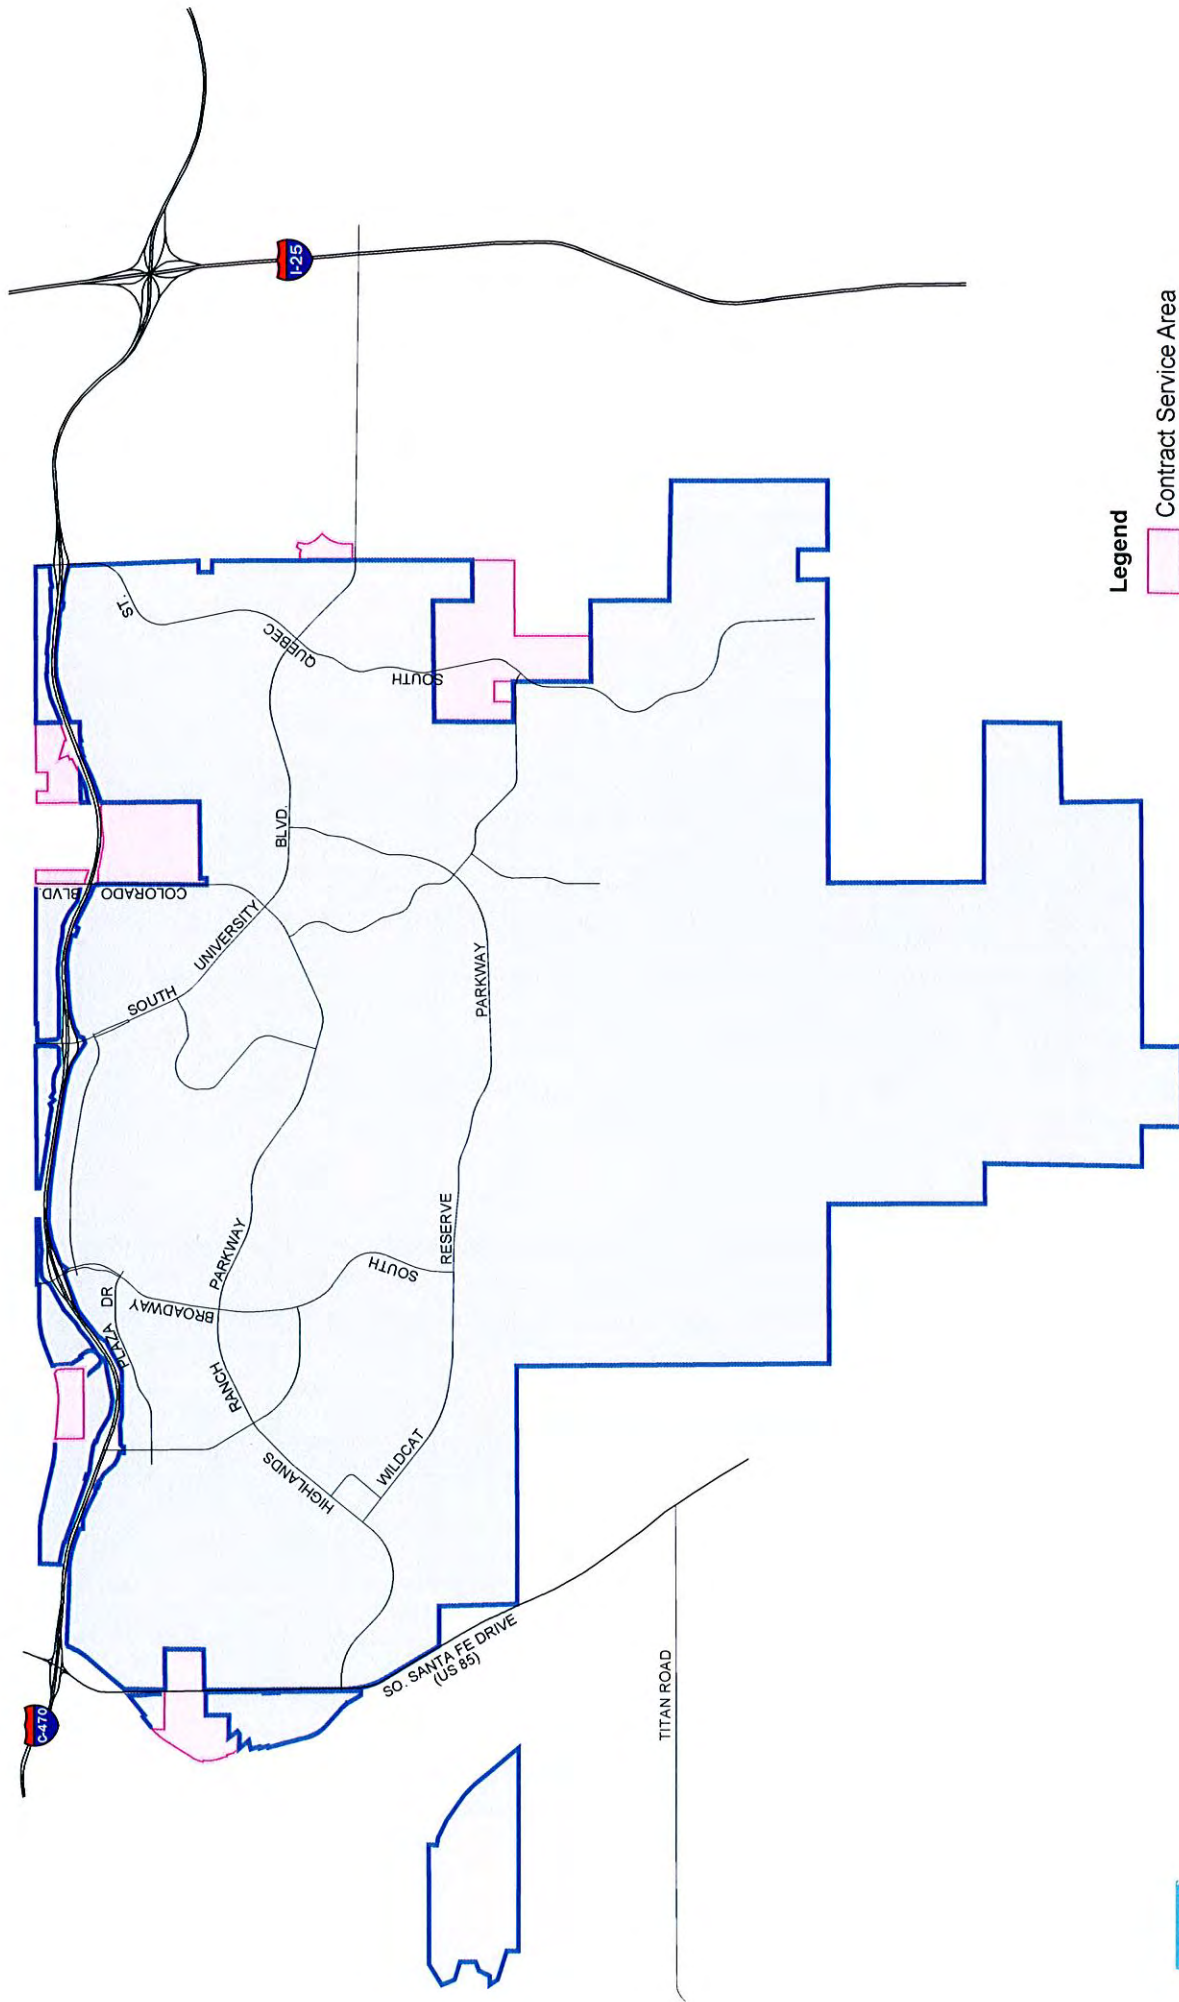 C-470
I-25
ST.
QUEBEC
SOUTH
BLVD
COLORADO
BLVD.
UNIVERSITY
SOUTH
PARKWAY
RESERVE
SOUTH
PARKWAY
BROADWAY
PLAZA DR
RANCH
HIGHLANDS
WILDCAT
SO. SANTA FE DRIVE
(US 85)
TITAN ROAD
Legend
Contract Service Area